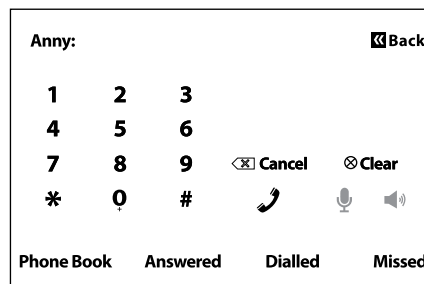 Anny: Back
1 2 3
4 5 6
7 8 9 Cancel Clear
* 0 #
+
Phone Book Answered Dialled Missed